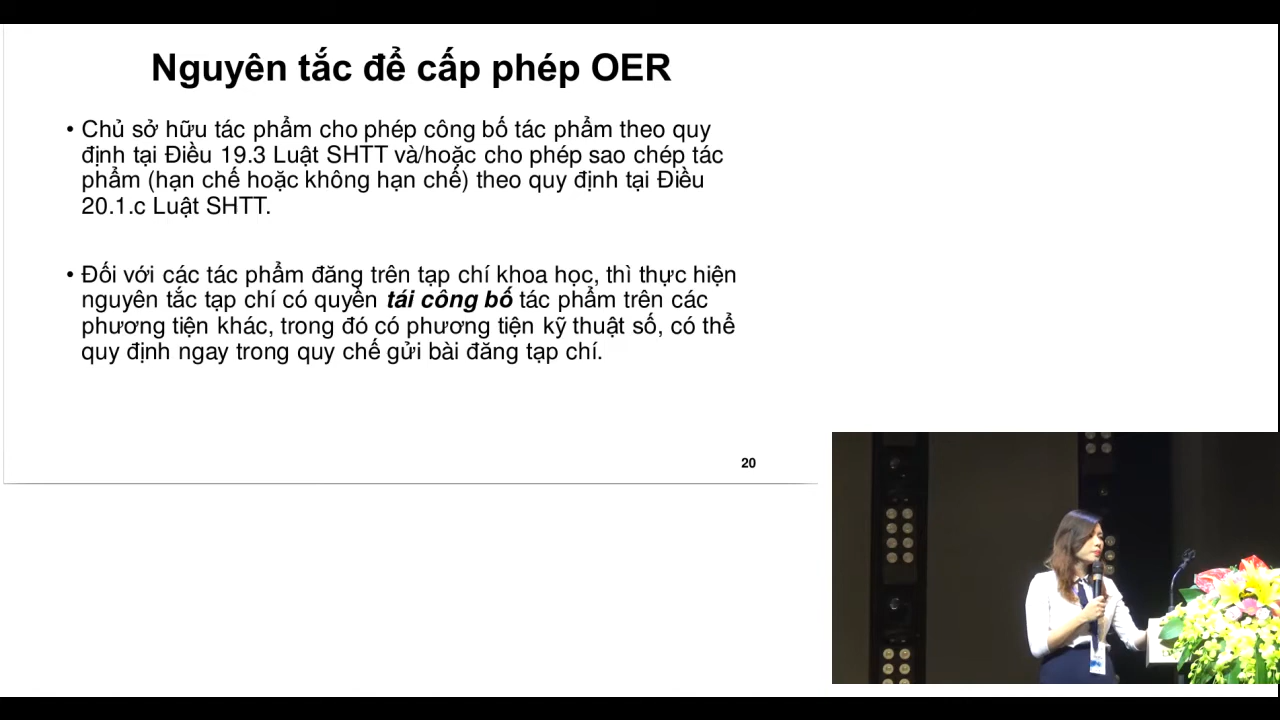 Nguyên tắc để cấp phép OER
• Chủ sở hữu tác phẩm cho phép công bố tác phẩm theo quy
định tại Điều 19.3 Luật SHTT và/hoặc cho phép sao chép tác
phẩm (hạn chế hoặc không hạn chế) theo quy định tại Điều
20.1.c Luật SHTT.
• Đối với các tác phẩm đăng trên tạp chí khoa học, thì thực hiện
nguyên tắc tạp chí có quyền tái công bố tác phẩm trên các
phương tiện khác, trong đó có phương tiện kỹ thuật số, có thể
quy định ngay trong quy chế gửi bài đăng tạp chí.
20